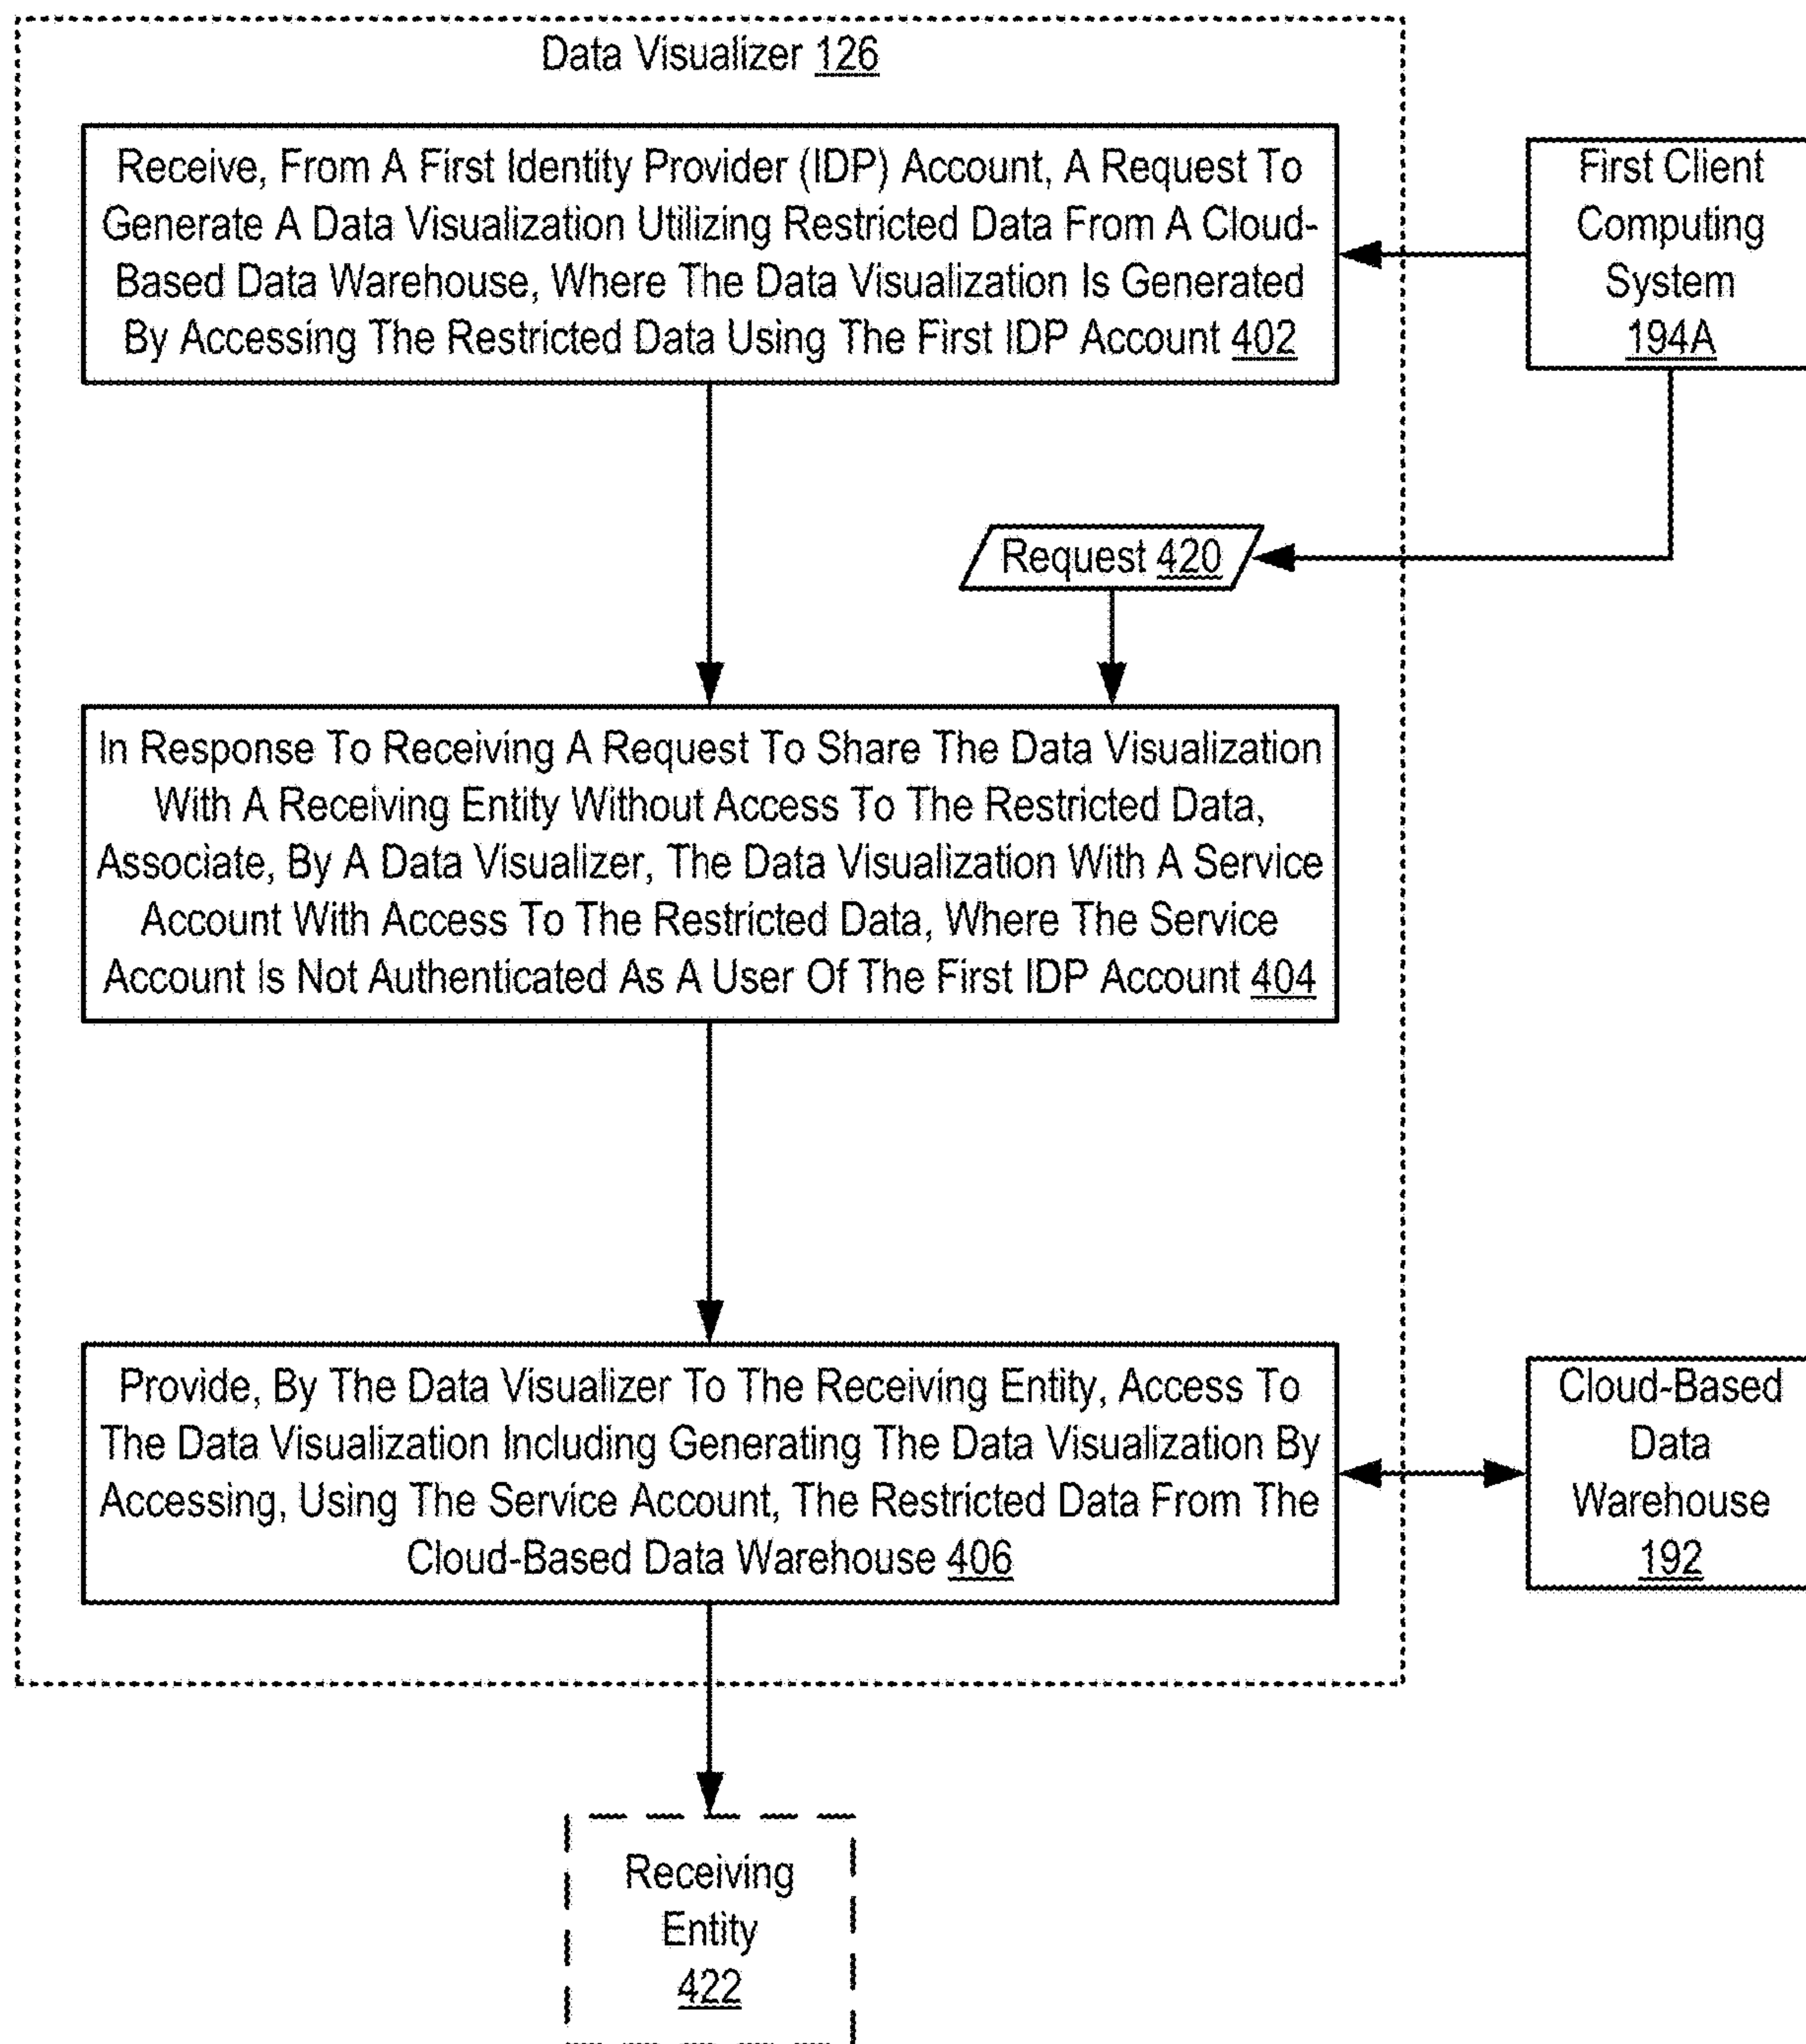 Data Visualizer 126
Receive, From A First Identity Provider (IDP) Account, A Request To
Generate A Data Visualization Utilizing Restricted Data From A Cloud-
Based Data Warehouse, Where The Data Visualization Is Generated
By Accessing The Restricted Data Using The First IDP Account 402
First Client
Computing
System
194A
Request 420
In Response To Receiving A Request To Share The Data Visualization
With A Receiving Entity Without Access To The Restricted Data,
Associate, By A Data Visualizer, The Data Visualization With A Service
Account With Access To The Restricted Data, Where The Service
Account Is Not Authenticated As A User Of The First IDP Account 404
Provide, By The Data Visualizer To The Receiving Entity, Access To
The Data Visualization Including Generating The Data Visualization By
Accessing, Using The Service Account, The Restricted Data From The
Cloud-Based Data Warehouse 406
Cloud-Based
Data
Warehouse
192
Receiving
Entity
422